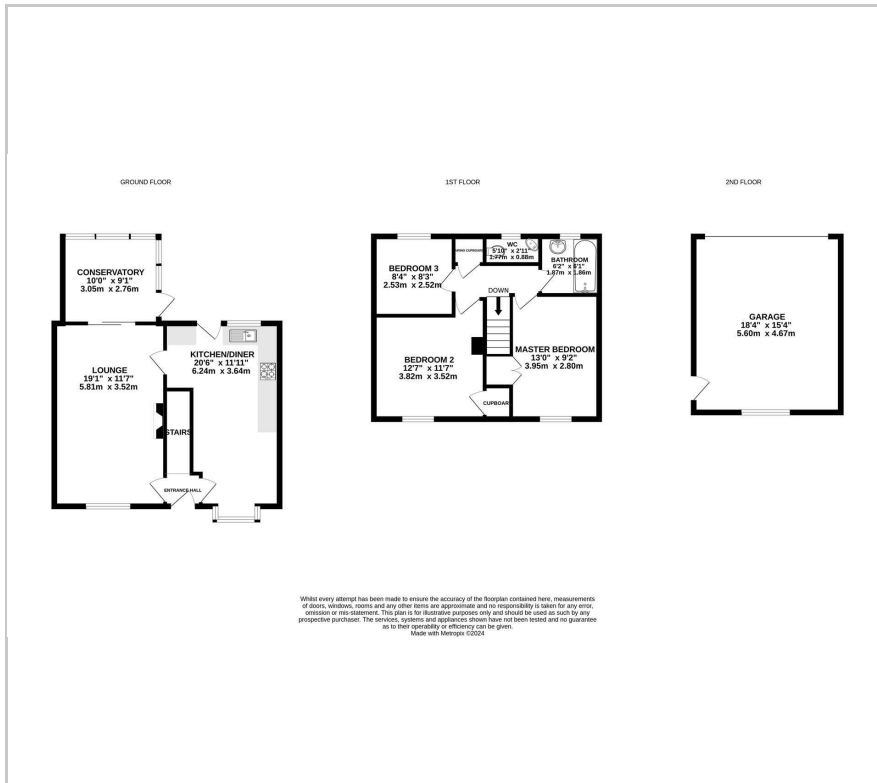 GROUND FLOOR
1ST FLOOR
2ND FLOOR
CONSERVATORY
10'0" x 9'1"
3.05m x 2.76m
LOUNGE
19'1" x 11'7"
5.81m x 3.52m
KITCHEN/DINER
20'6" x 11'11"
6.24m x 3.64m
STAIRS
ENTRANCE HALL
BEDROOM 3
8'4" x 8'3"
2.53m x 2.52m
CUPBOARD
WC
5'10" x 2'11"
1.77m x 0.88m
BATHROOM
6'2" x 6'1"
1.87m x 1.86m
DOWN
BEDROOM 2
12'7" x 11'7"
3.82m x 3.52m
MASTER BEDROOM
13'0" x 9'2"
3.95m x 2.80m
CUPBOAR
GARAGE
18'4" x 15'4"
5.60m x 4.67m
Whilst every attempt has been made to ensure the accuracy of the floorplan contained here, measurements
of doors, windows, rooms and any other items are approximate and no responsibility is taken for any error,
omission or mis-statement. This plan is for illustrative purposes only and should be used as such by any
prospective purchaser. The services, systems and appliances shown have not been tested and no guarantee
as to their operability or efficiency can be given.
Made with Metropix ©2024